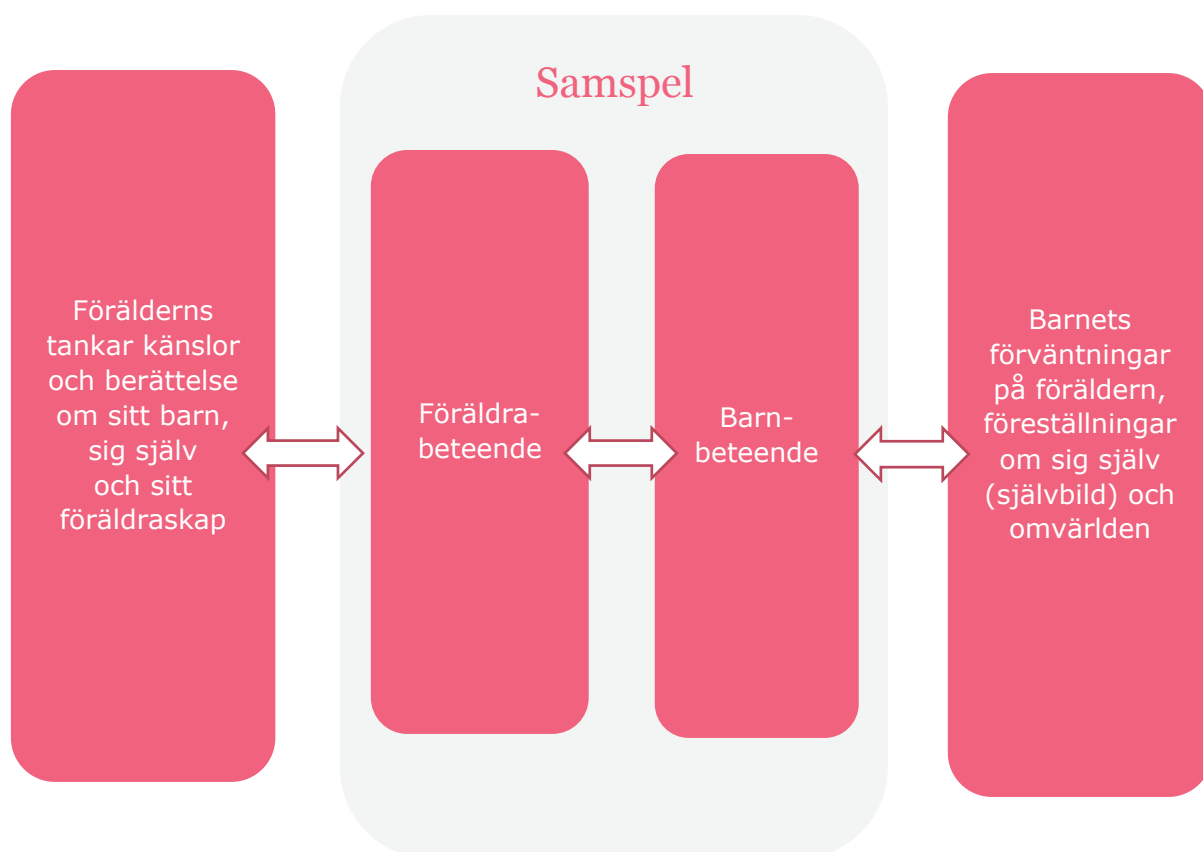 Samspel
Förälderns
tankar känslor
och berättelse
om sitt barn,
sig själv
och sitt
föräldraskap
Föräldra-
beteende
Barn-
beteende
Barnets
förväntningar
på föräldern,
föreställningar
om sig själv
(självbild) och
omvärlden